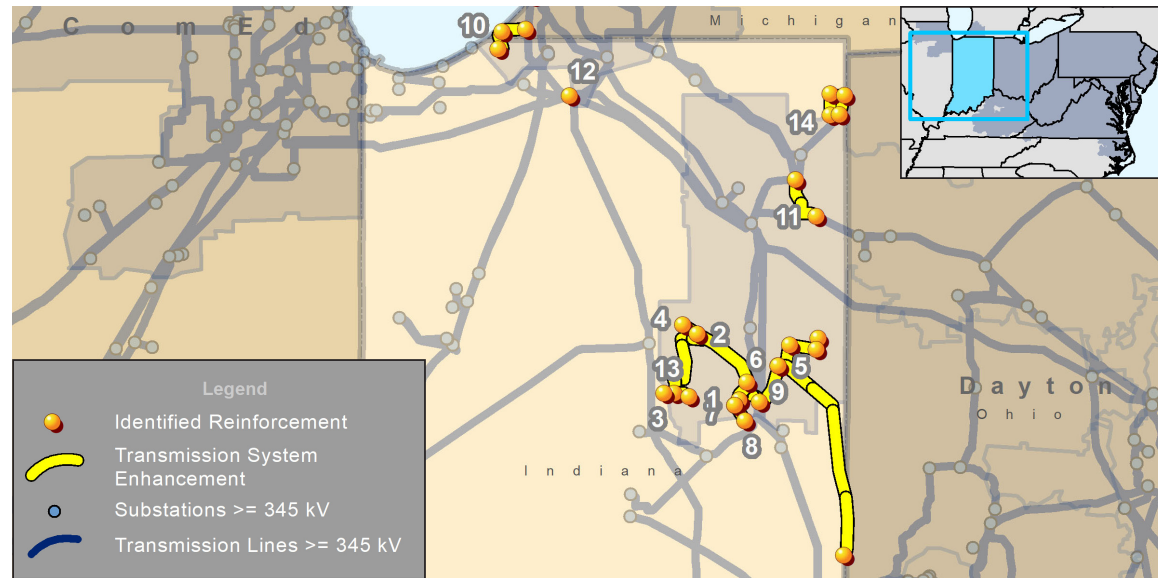 ComEd
Michigan
10
12
14
11
4
2
6
13
5
1
9
7
3
8
Dayton
Ohio
Indiana
Legend
Identified Reinforcement
Transmission System
Enhancement
Substations >= 345 kV
Transmission Lines >= 345 kV